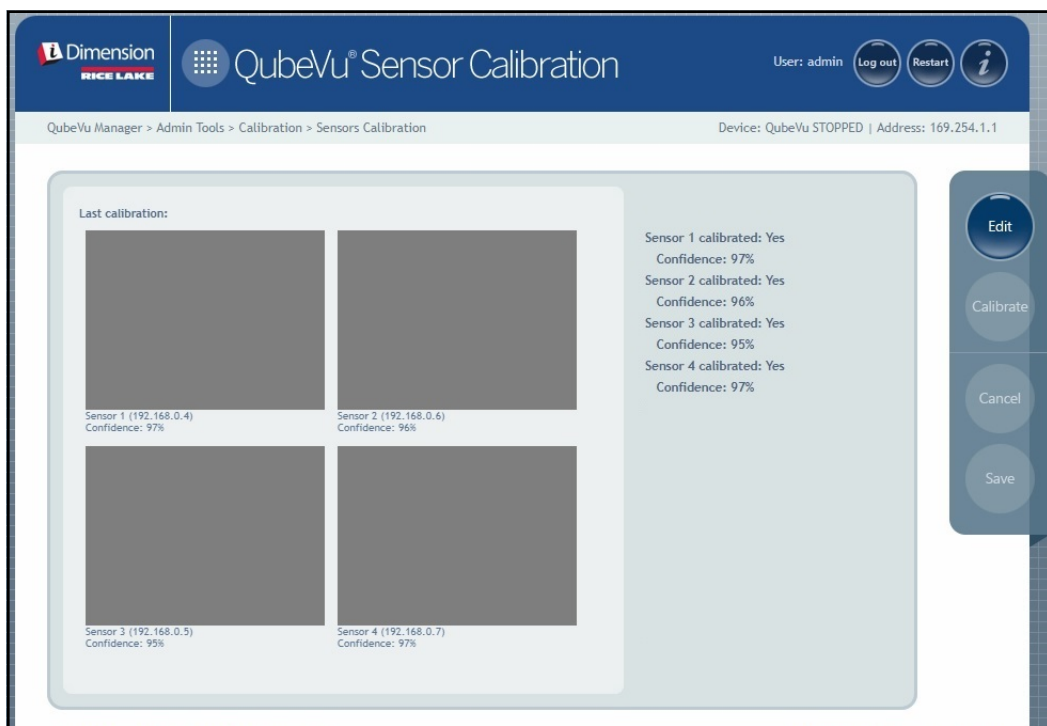 iDimension
RICE LAKE
QubeVu® Sensor Calibration
User: admin
Log out
Restart
i
QubeVu Manager > Admin Tools > Calibration > Sensors Calibration
Device: QubeVu STOPPED | Address: 169.254.1.1
Last calibration:
Sensor 1 (192.168.0.4)
Confidence: 97%
Sensor 2 (192.168.0.6)
Confidence: 96%
Sensor 3 (192.168.0.5)
Confidence: 95%
Sensor 4 (192.168.0.7)
Confidence: 97%
Sensor 1 calibrated: Yes
Confidence: 97%
Sensor 2 calibrated: Yes
Confidence: 96%
Sensor 3 calibrated: Yes
Confidence: 95%
Sensor 4 calibrated: Yes
Confidence: 97%
Edit
Calibrate
Cancel
Save